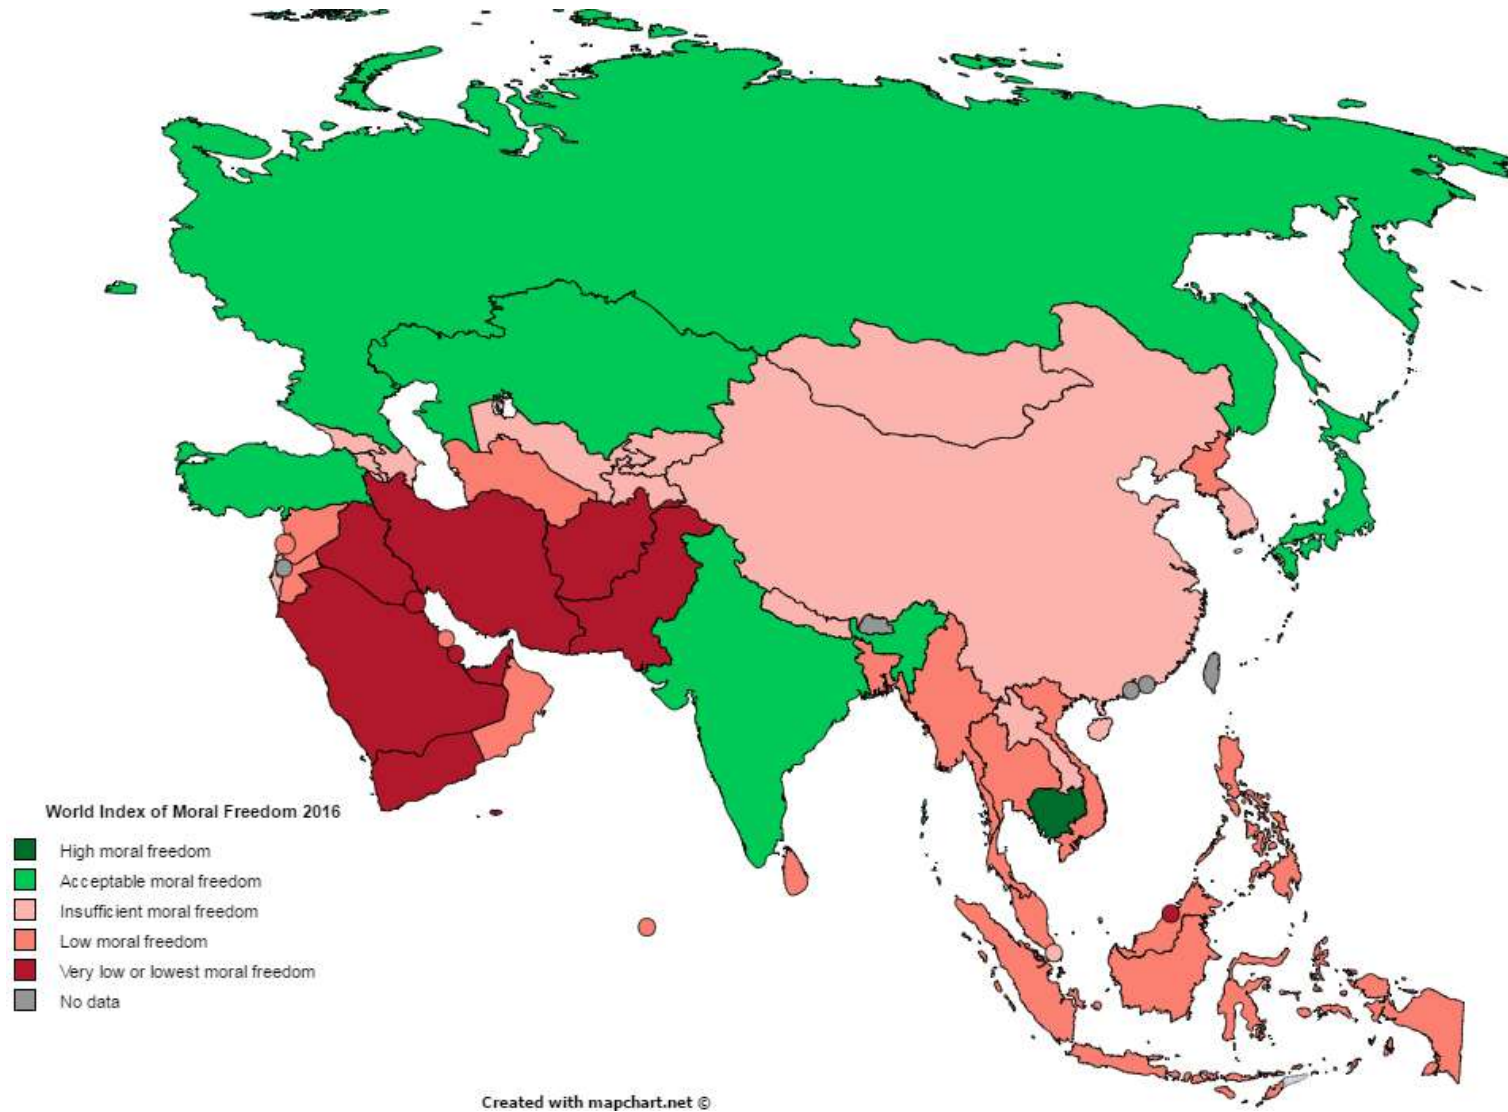 World Index of Moral Freedom 2016
High moral freedom
Acceptable moral freedom
Insufficient moral freedom
Low moral freedom
Very low or lowest moral freedom
No data
Created with mapchart.net ©